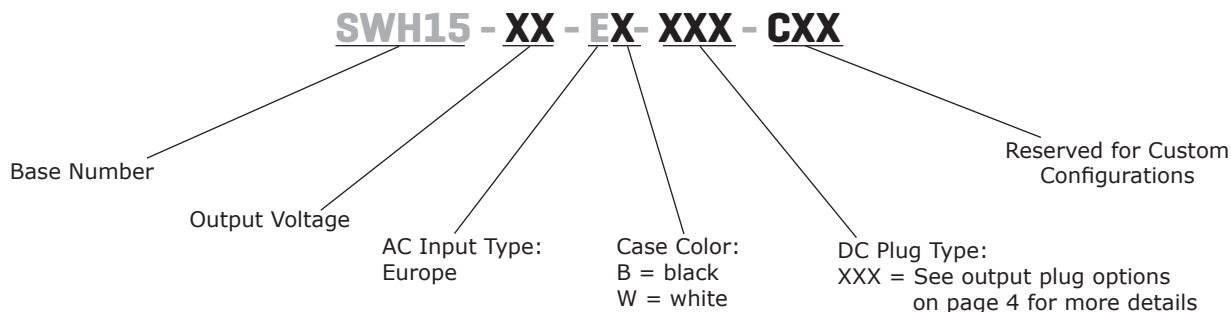 SWH15 - XX - EX- XXX - CXX
Base Number
Output Voltage
AC Input Type:
Europe
Case Color:
B = black
W = white
DC Plug Type:
XXX = See output plug options
on page 4 for more details
Reserved for Custom
Configurations